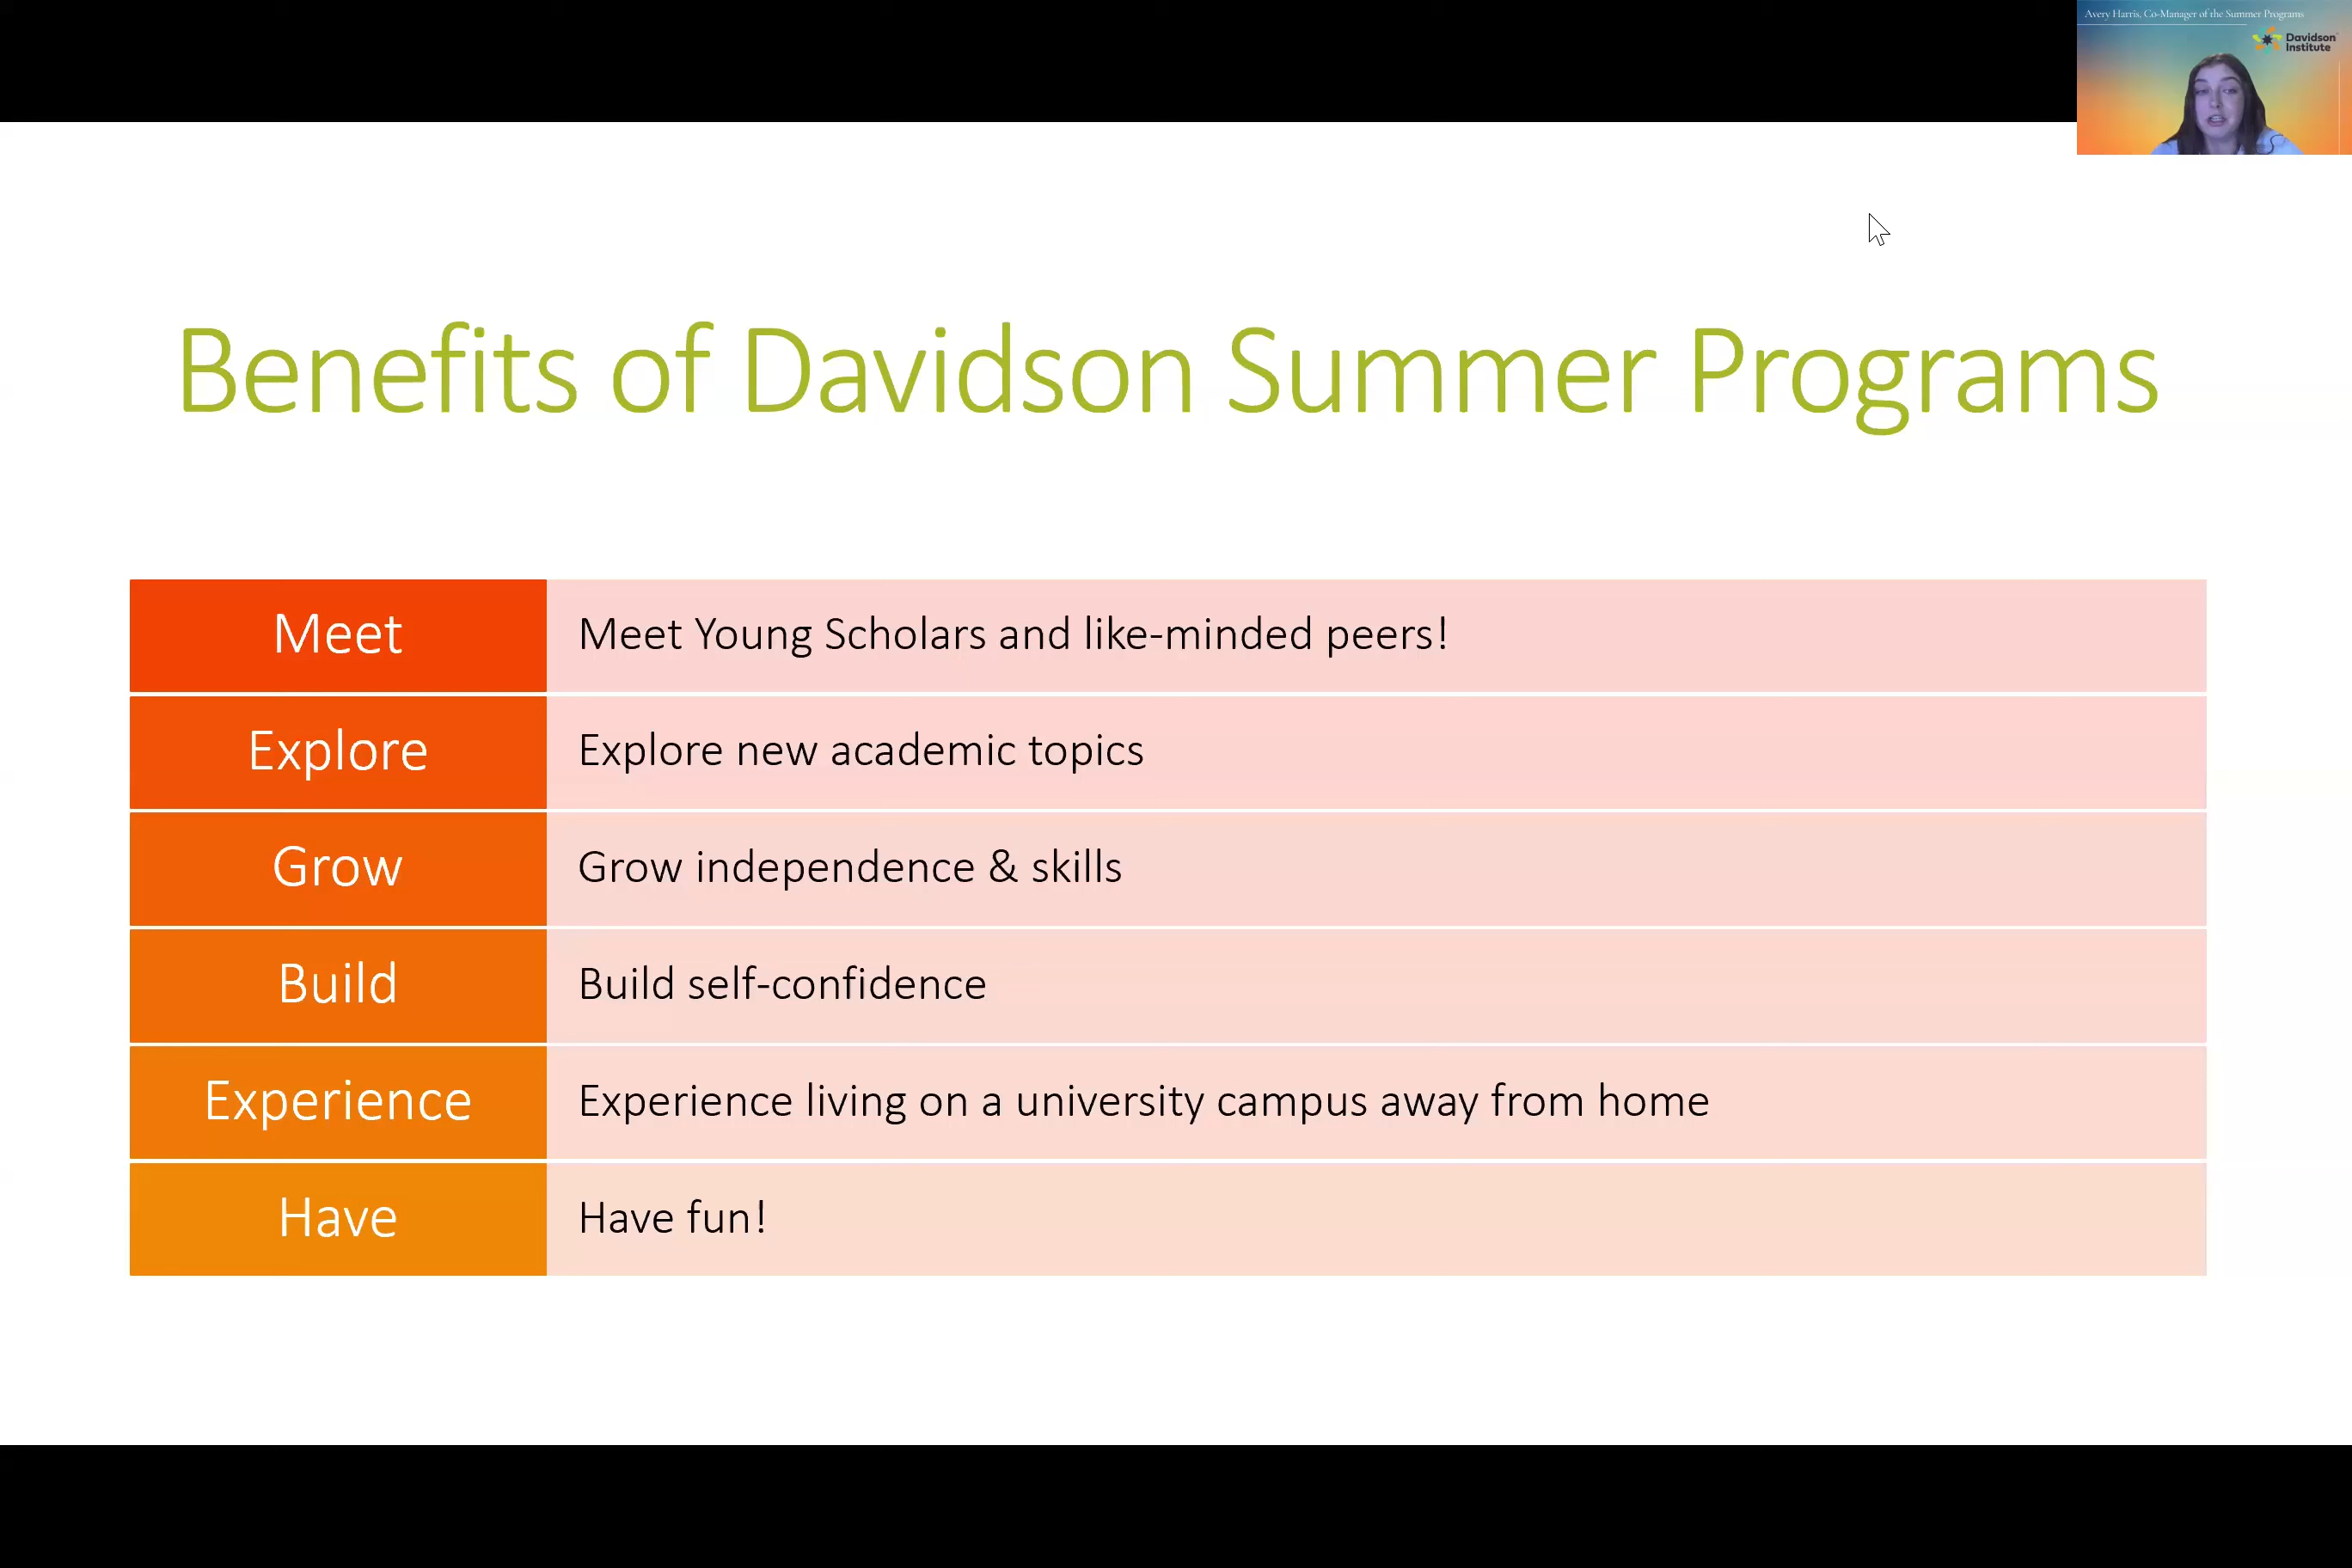 Avery Harris, Co-Manager of the Summer Programs
Davidson
Institute
Benefits of Davidson Summer Programs
Meet
Meet Young Scholars and like-minded peers!
Explore
Explore new academic topics
Grow
Grow independence & skills
Build
Build self-confidence
Experience
Experience living on a university campus away from home
Have
Have fun!